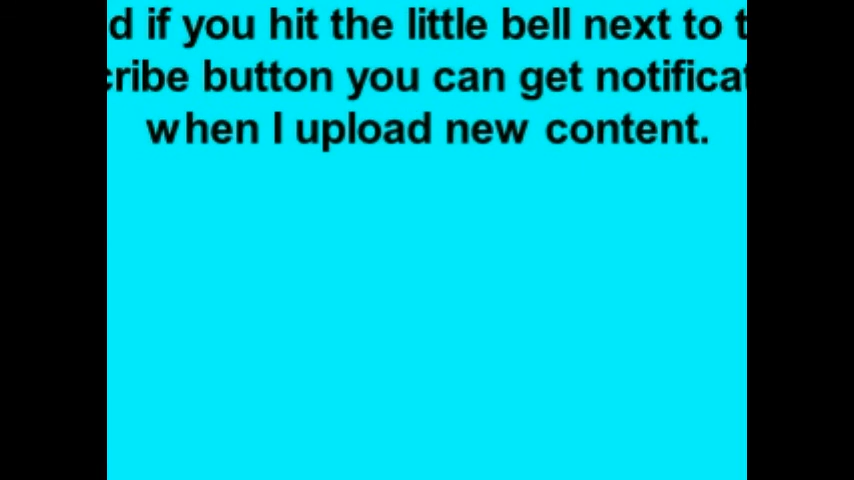 d if you hit the little bell next to t
cribe button you can get notificat
when I upload new content.